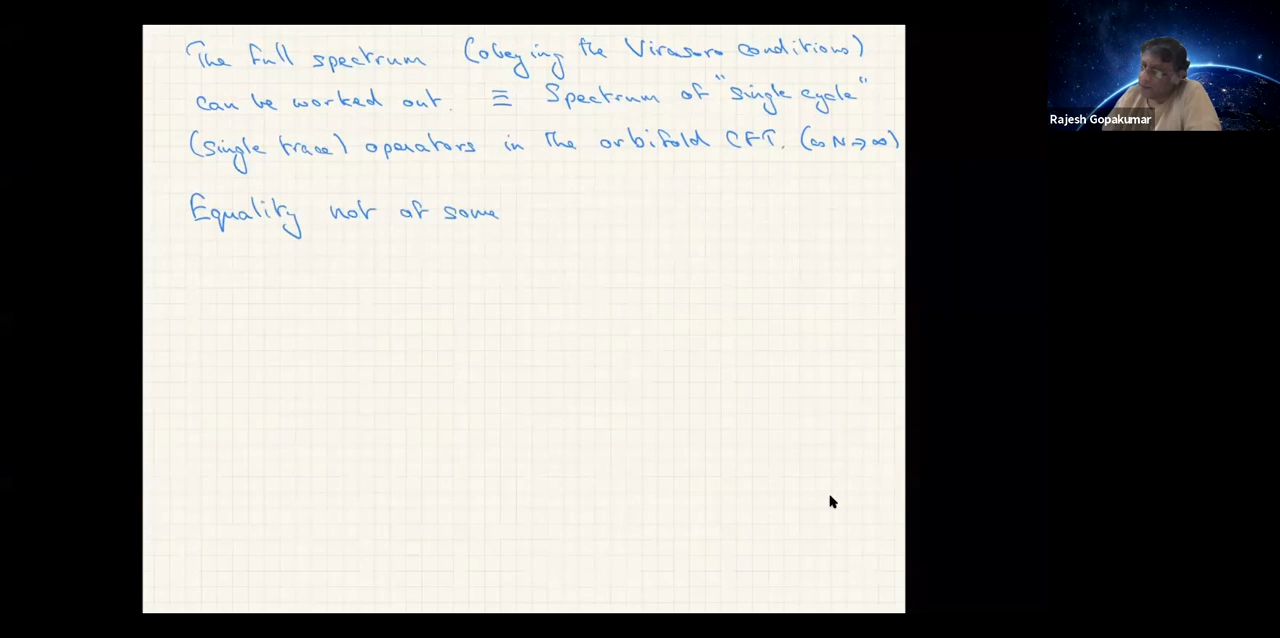 The full spectrum (obeying the Virasoro conditions)
can be worked out. ≡ Spectrum of "single cycle"
(single trace) operators in the orbifold CFT. (as N→∞)
Equality not of some
Rajesh Gopakumar